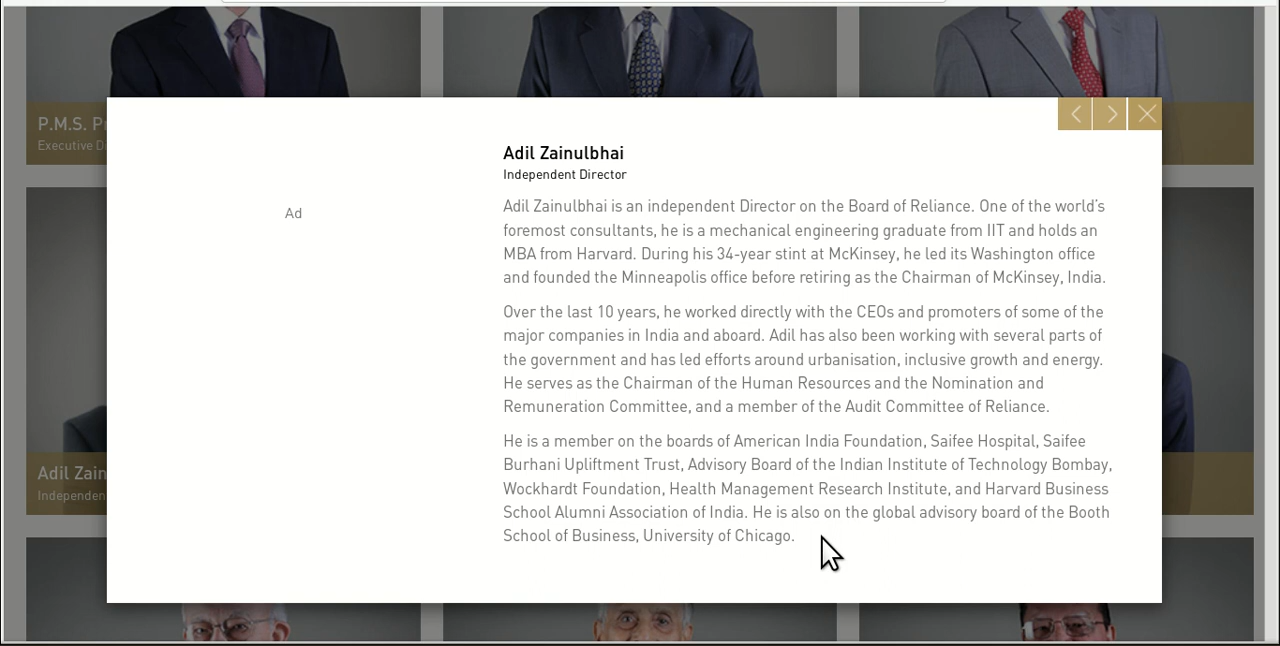 P.M.S. P
Executive D
Adil Zainulbhai
Independent Director
Ad
Adil Zainulbhai is an independent Director on the Board of Reliance. One of the world's
foremost consultants, he is a mechanical engineering graduate from IIT and holds an
MBA from Harvard. During his 34-year stint at McKinsey, he led its Washington office
and founded the Minneapolis office before retiring as the Chairman of McKinsey, India.
Over the last 10 years, he worked directly with the CEOs and promoters of some of the
major companies in India and aboard. Adil has also been working with several parts of
the government and has led efforts around urbanisation, inclusive growth and energy.
He serves as the Chairman of the Human Resources and the Nomination and
Remuneration Committee, and a member of the Audit Committee of Reliance.
He is a member on the boards of American India Foundation, Saifee Hospital, Saifee
Burhani Upliftment Trust, Advisory Board of the Indian Institute of Technology Bombay,
Wockhardt Foundation, Health Management Research Institute, and Harvard Business
School Alumni Association of India. He is also on the global advisory board of the Booth
School of Business, University of Chicago.
Adil Zain
Independen